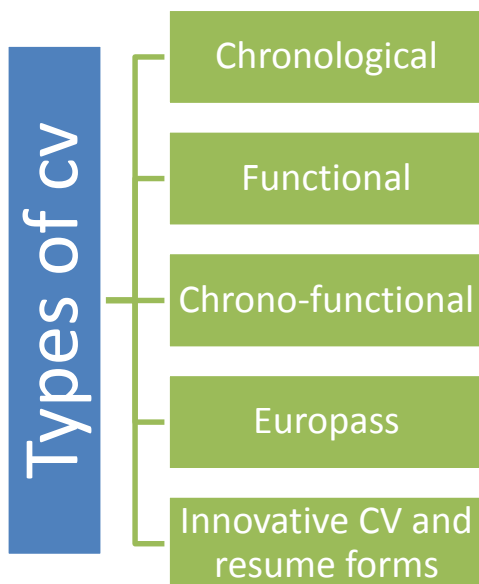 Types of cv
Chronological
Functional
Chrono-functional
Europass
Innovative CV and
resume forms